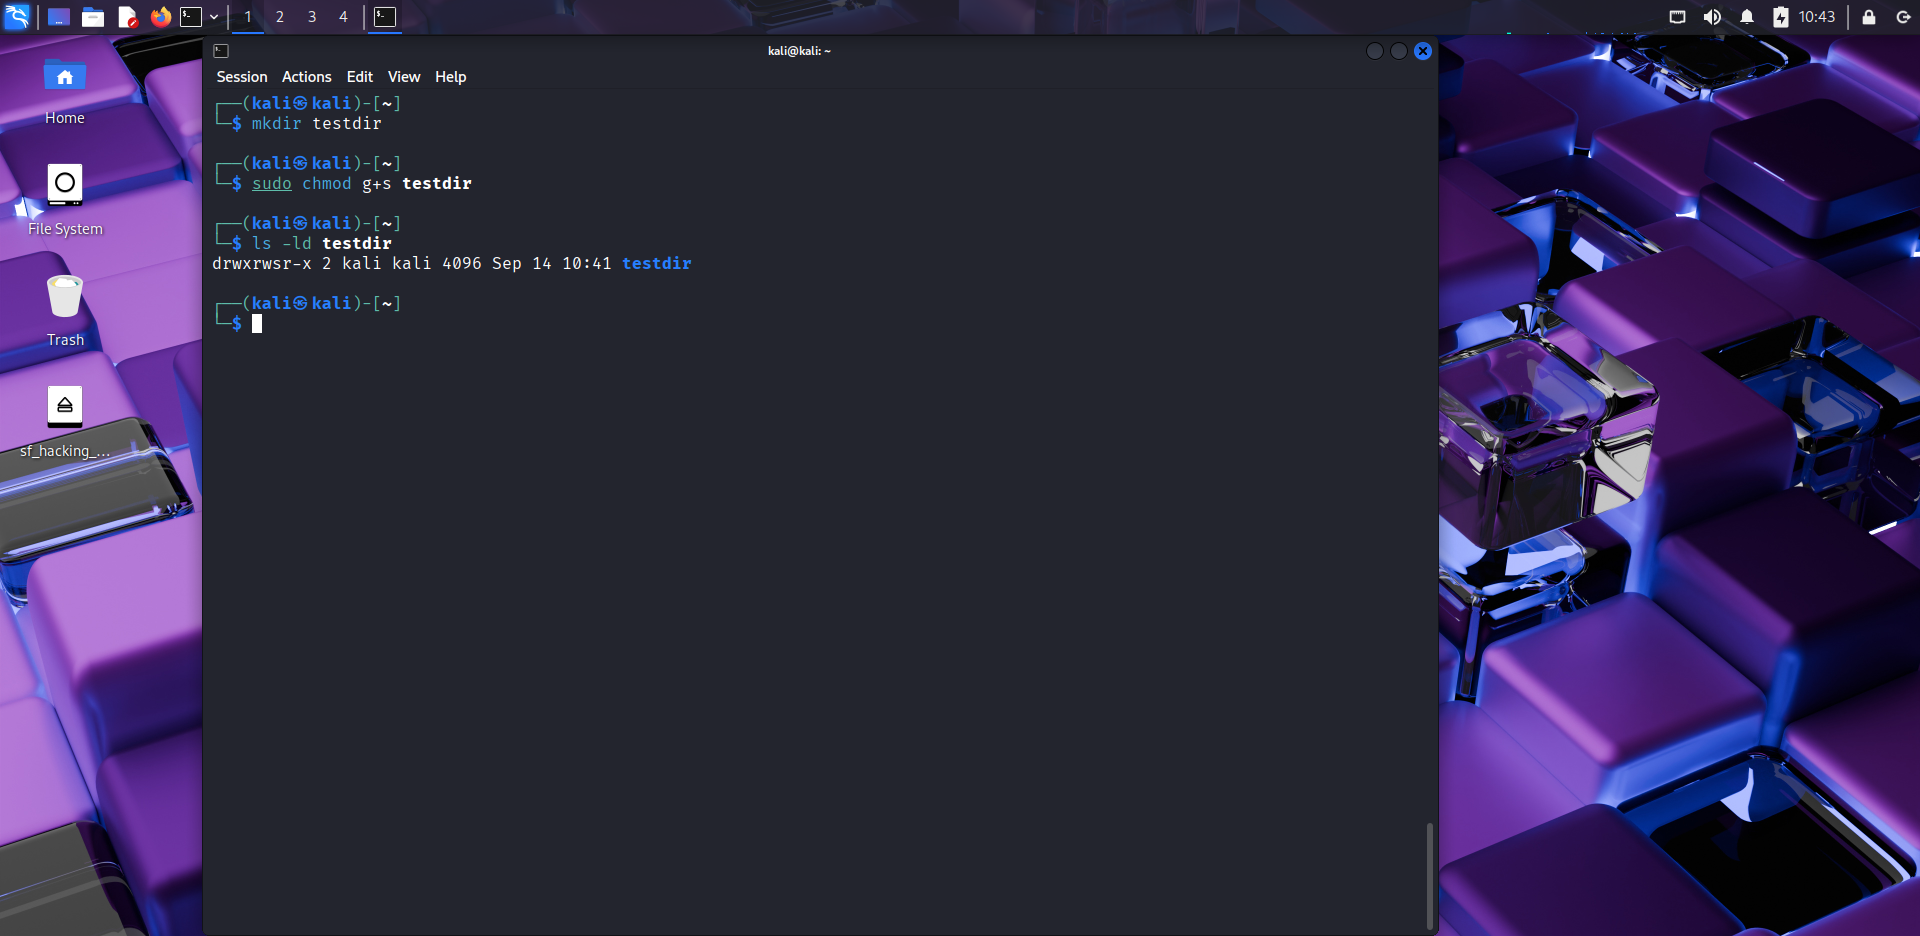 1 2 3 4 10:43
kali@kali: ~
Session Actions Edit View Help
┌──(kali㉿kali)-[~]
└─$ mkdir testdir
┌──(kali㉿kali)-[~]
└─$ sudo chmod g+s testdir
┌──(kali㉿kali)-[~]
└─$ ls -ld testdir
drwxrwsr-x 2 kali kali 4096 Sep 14 10:41 testdir
┌──(kali㉿kali)-[~]
└─$
Home
File System
Trash
sf_hacking_...